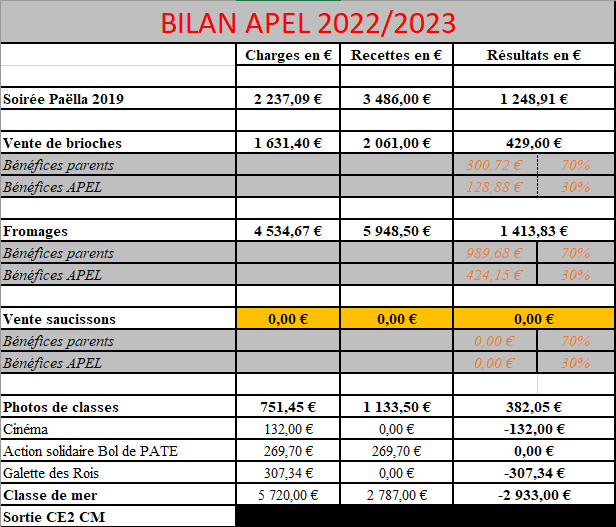 BILAN APEL 2022/2023
Charges en € Recettes en € Résultats en €
Soirée Paëlla 2019 2 237,09 € 3 486,00 € 1 248,91 €
Vente de brioches 1 631,40 € 2 061,00 € 429,60 €
Bénéfices parents 300,72 € 70%
Bénéfices APEL 128,88 € 30%
Fromages 4 534,67 € 5 948,50 € 1 413,83 €
Bénéfices parents 989,68 € 70%
Bénéfices APEL 424,15 € 30%
Vente saucissons 0,00 € 0,00 € 0,00 €
Bénéfices parents 0,00 € 70%
Bénéfices APEL 0,00 € 30%
Photos de classes 751,45 € 1 133,50 € 382,05 €
Cinéma 132,00 € 0,00 € -132,00 €
Action solidaire Bol de PATE 269,70 € 269,70 € 0,00 €
Galette des Rois 307,34 € 0,00 € -307,34 €
Classe de mer 5 720,00 € 2 787,00 € -2 933,00 €
Sortie CE2 CM